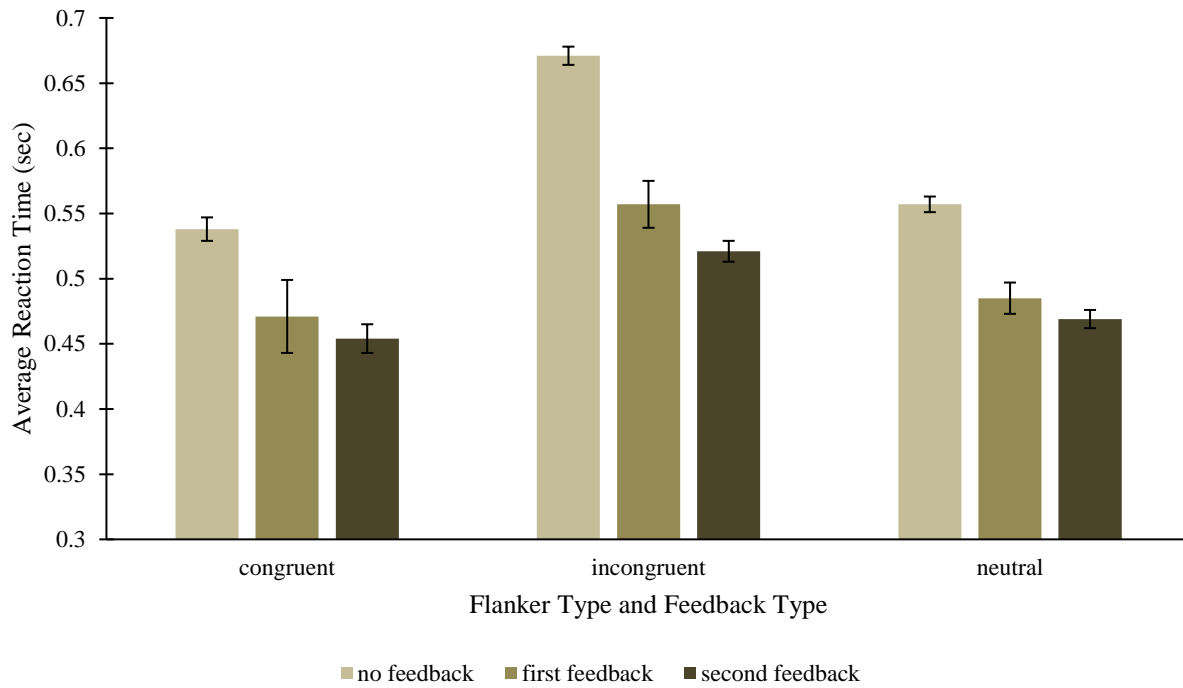 0.7
0.65
0.6
0.55
0.5
0.45
0.4
0.35
0.3
Average Reaction Time (sec)
congruent incongruent neutral
Flanker Type and Feedback Type
no feedback first feedback second feedback